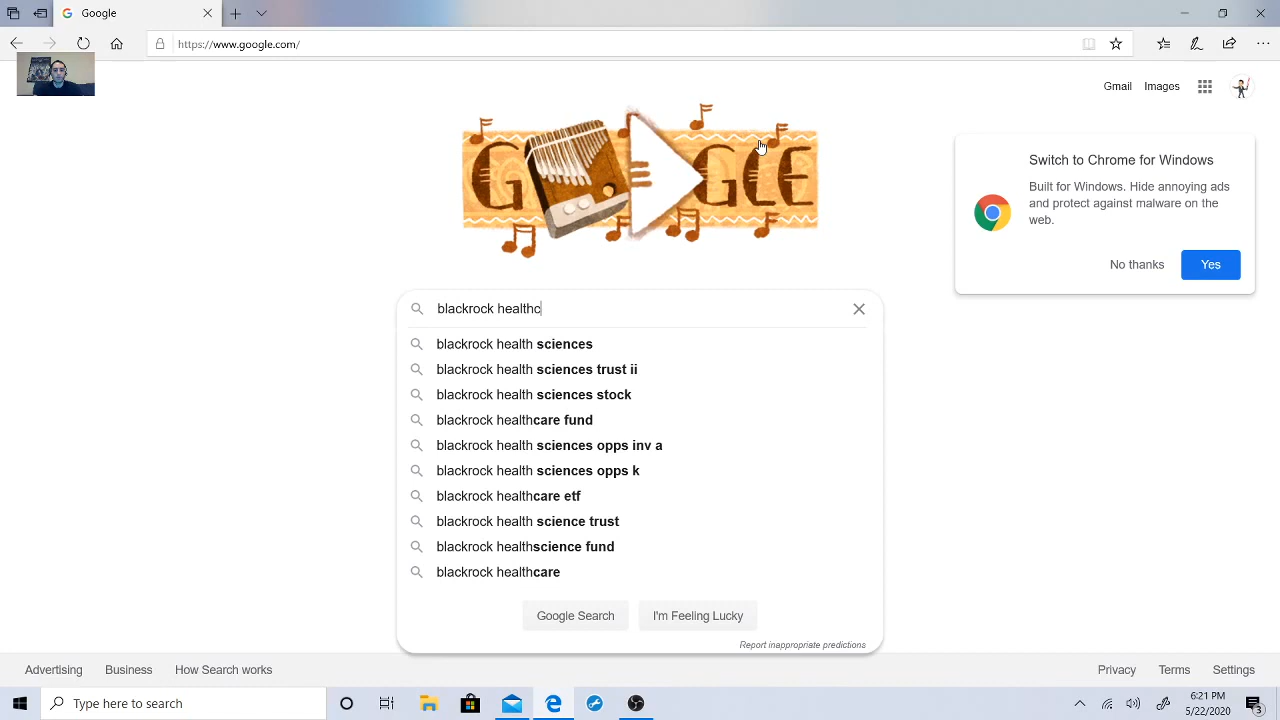 Google
https://www.google.com/
Gmail
Images
Switch to Chrome for Windows
Built for Windows. Hide annoying ads
and protect against malware on the
web.
No thanks
Yes
blackrock healthc
blackrock health sciences
blackrock health sciences trust ii
blackrock health sciences stock
blackrock healthcare fund
blackrock health sciences opps inv a
blackrock health sciences opps k
blackrock healthcare etf
blackrock health science trust
blackrock healthscience fund
blackrock healthcare
Google Search
I'm Feeling Lucky
Report inappropriate predictions
Advertising
Business
How Search works
Privacy
Terms
Settings
Type here to search
6:21 PM
5/22/2020
3